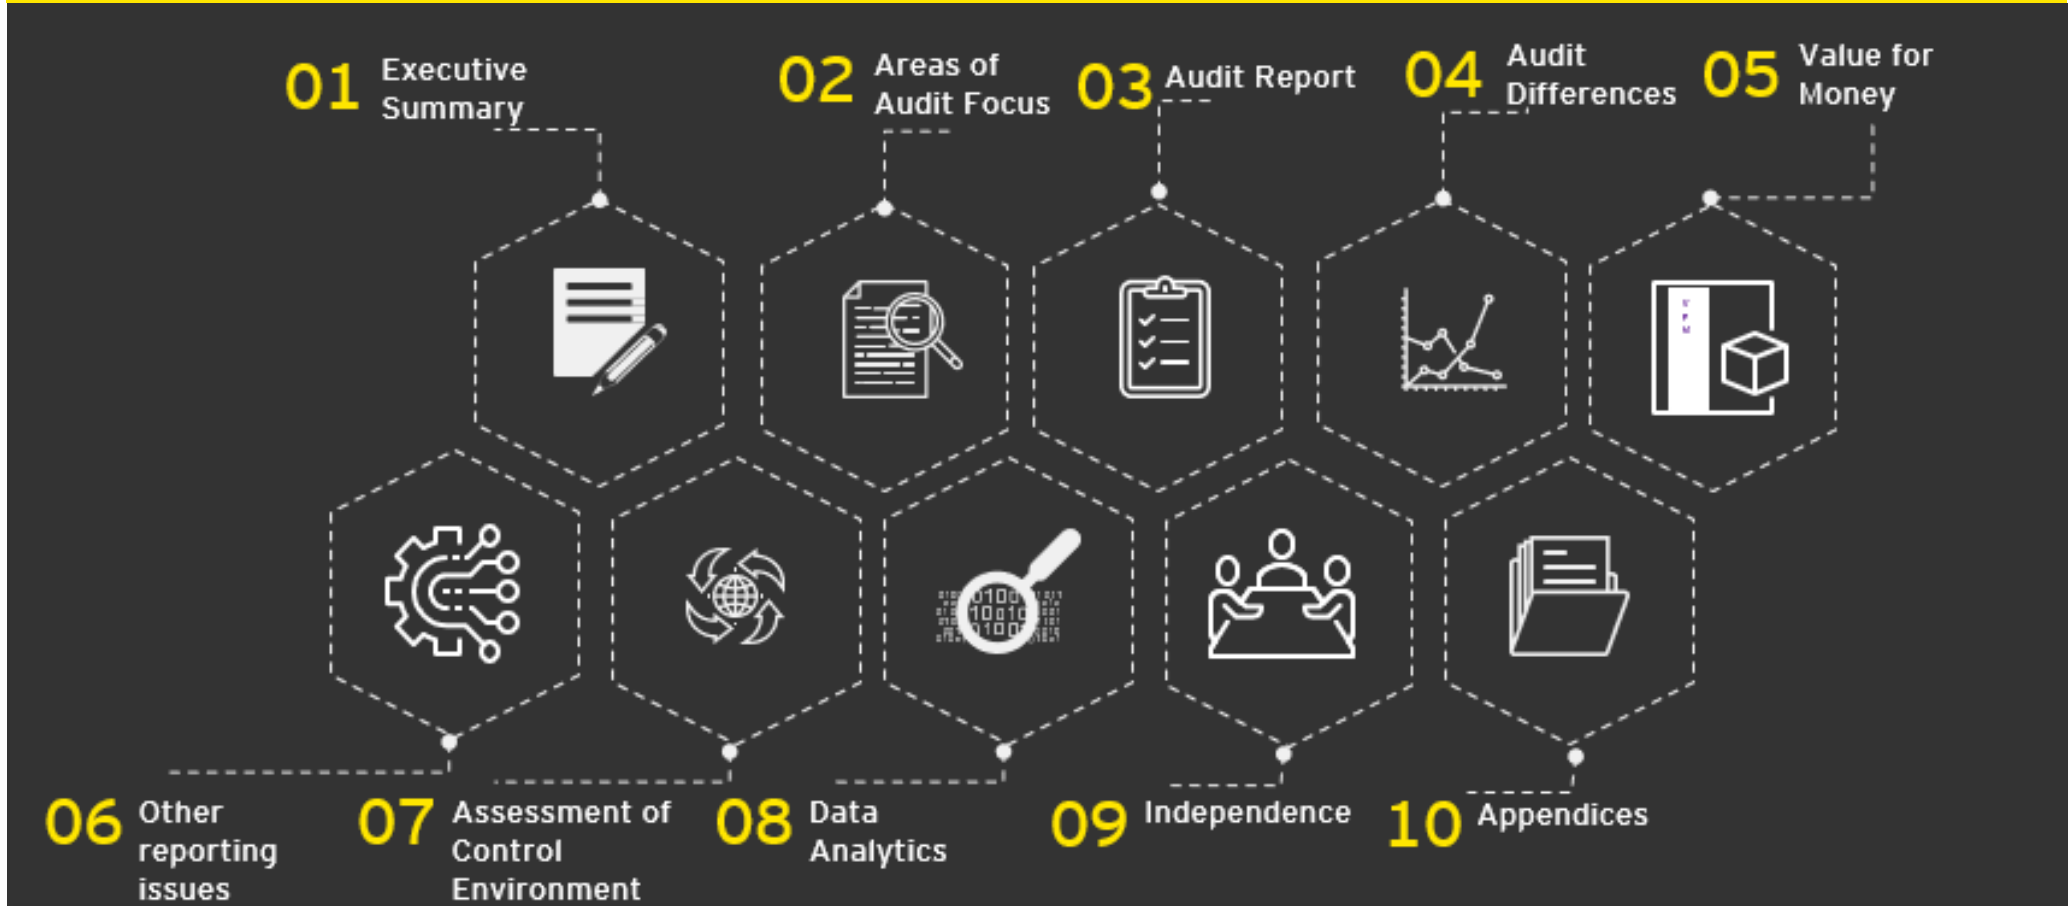 01 Executive
Summary
02 Areas of
Audit Focus
03 Audit Report
04 Audit
Differences
05 Value for
Money
06 Other
reporting
issues
07 Assessment of
Control
Environment
08 Data
Analytics
09 Independence
10 Appendices